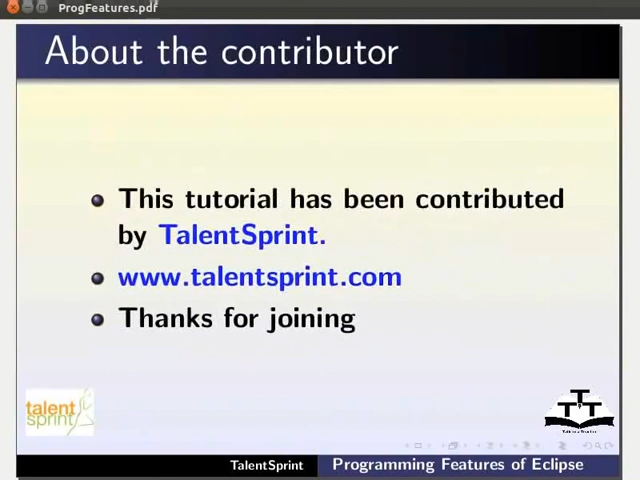 ProgFeatures.pdf
About the contributor
This tutorial has been contributed
by TalentSprint.
www.talentsprint.com
Thanks for joining
talent
sprint
TTT
TalentSprint
Programming Features of Eclipse